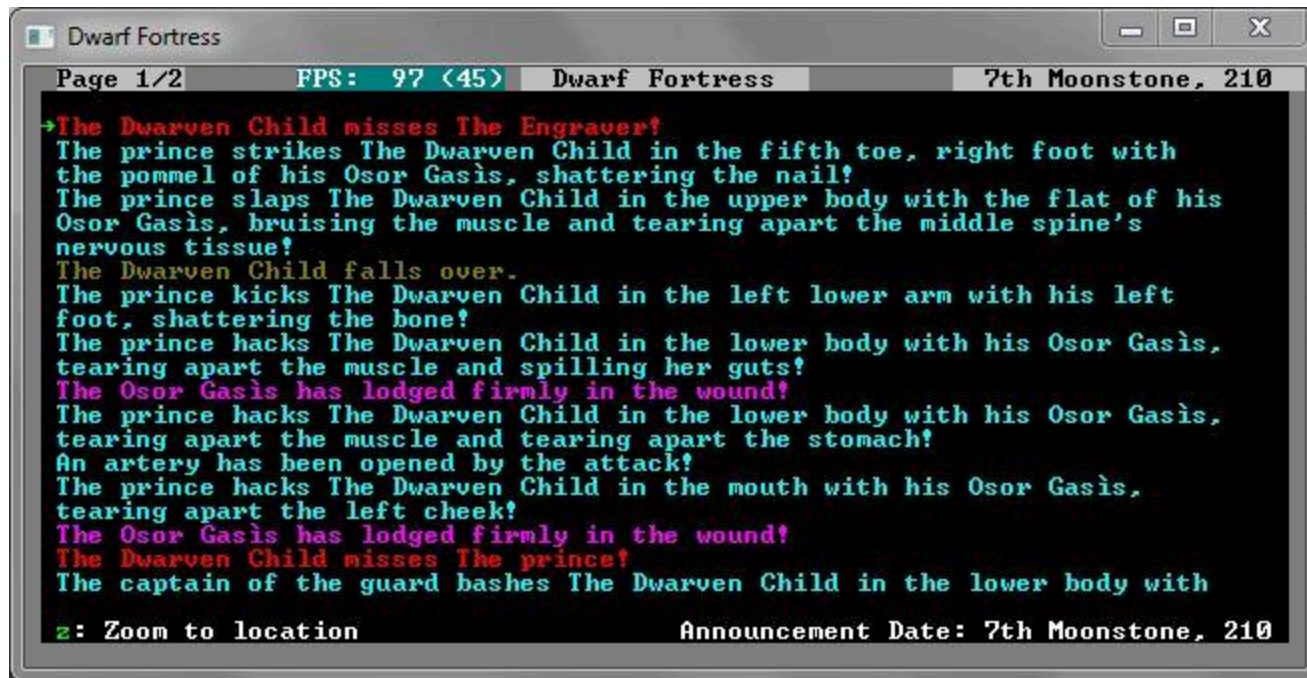 Dwarf Fortress
Page 1/2 FPS: 97 (45) Dwarf Fortress 7th Moonstone, 210
→The Dwarven Child misses The Engraver!
The prince strikes The Dwarven Child in the fifth toe, right foot with
the pommel of his Osor Gasìs, shattering the nail!
The prince slaps The Dwarven Child in the upper body with the flat of his
Osor Gasìs, bruising the muscle and tearing apart the middle spine's
nervous tissue!
The Dwarven Child falls over.
The prince kicks The Dwarven Child in the left lower arm with his left
foot, shattering the bone!
The prince hacks The Dwarven Child in the lower body with his Osor Gasìs,
tearing apart the muscle and spilling her guts!
The Osor Gasìs has lodged firmly in the wound!
The prince hacks The Dwarven Child in the lower body with his Osor Gasìs,
tearing apart the muscle and tearing apart the stomach!
An artery has been opened by the attack!
The prince hacks The Dwarven Child in the mouth with his Osor Gasìs,
tearing apart the left cheek!
The Osor Gasìs has lodged firmly in the wound!
The Dwarven Child misses The prince!
The captain of the guard bashes The Dwarven Child in the lower body with
z: Zoom to location Announcement Date: 7th Moonstone, 210